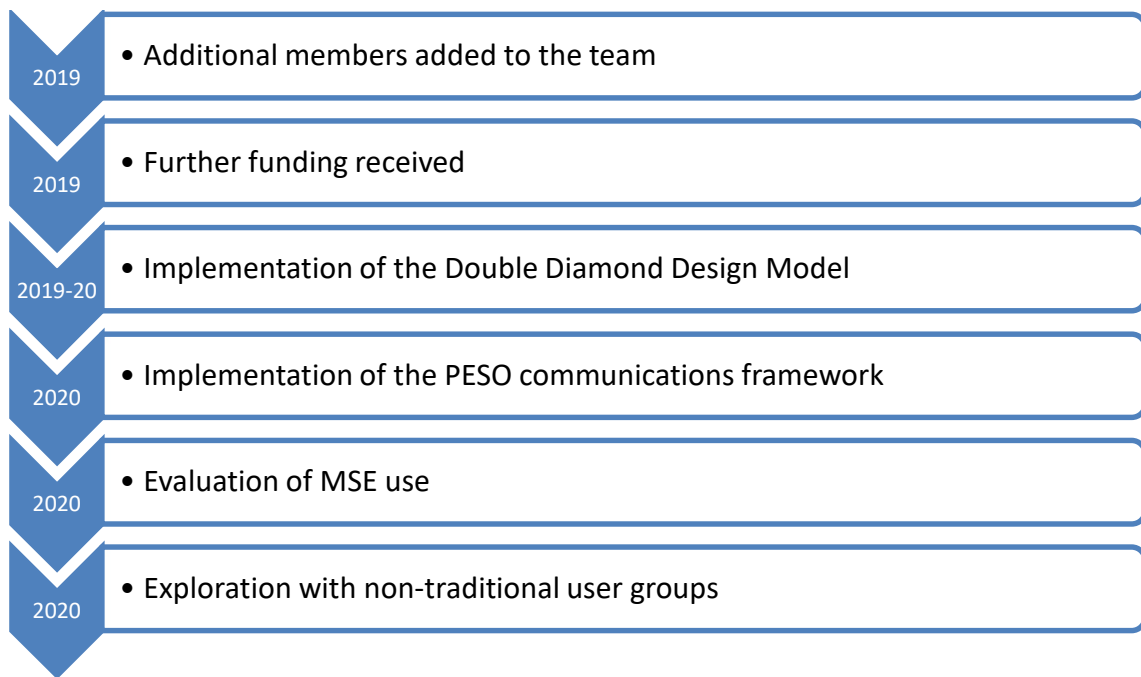 2019
• Additional members added to the team
2019
• Further funding received
2019-20
• Implementation of the Double Diamond Design Model
2020
• Implementation of the PESO communications framework
2020
• Evaluation of MSE use
2020
• Exploration with non-traditional user groups